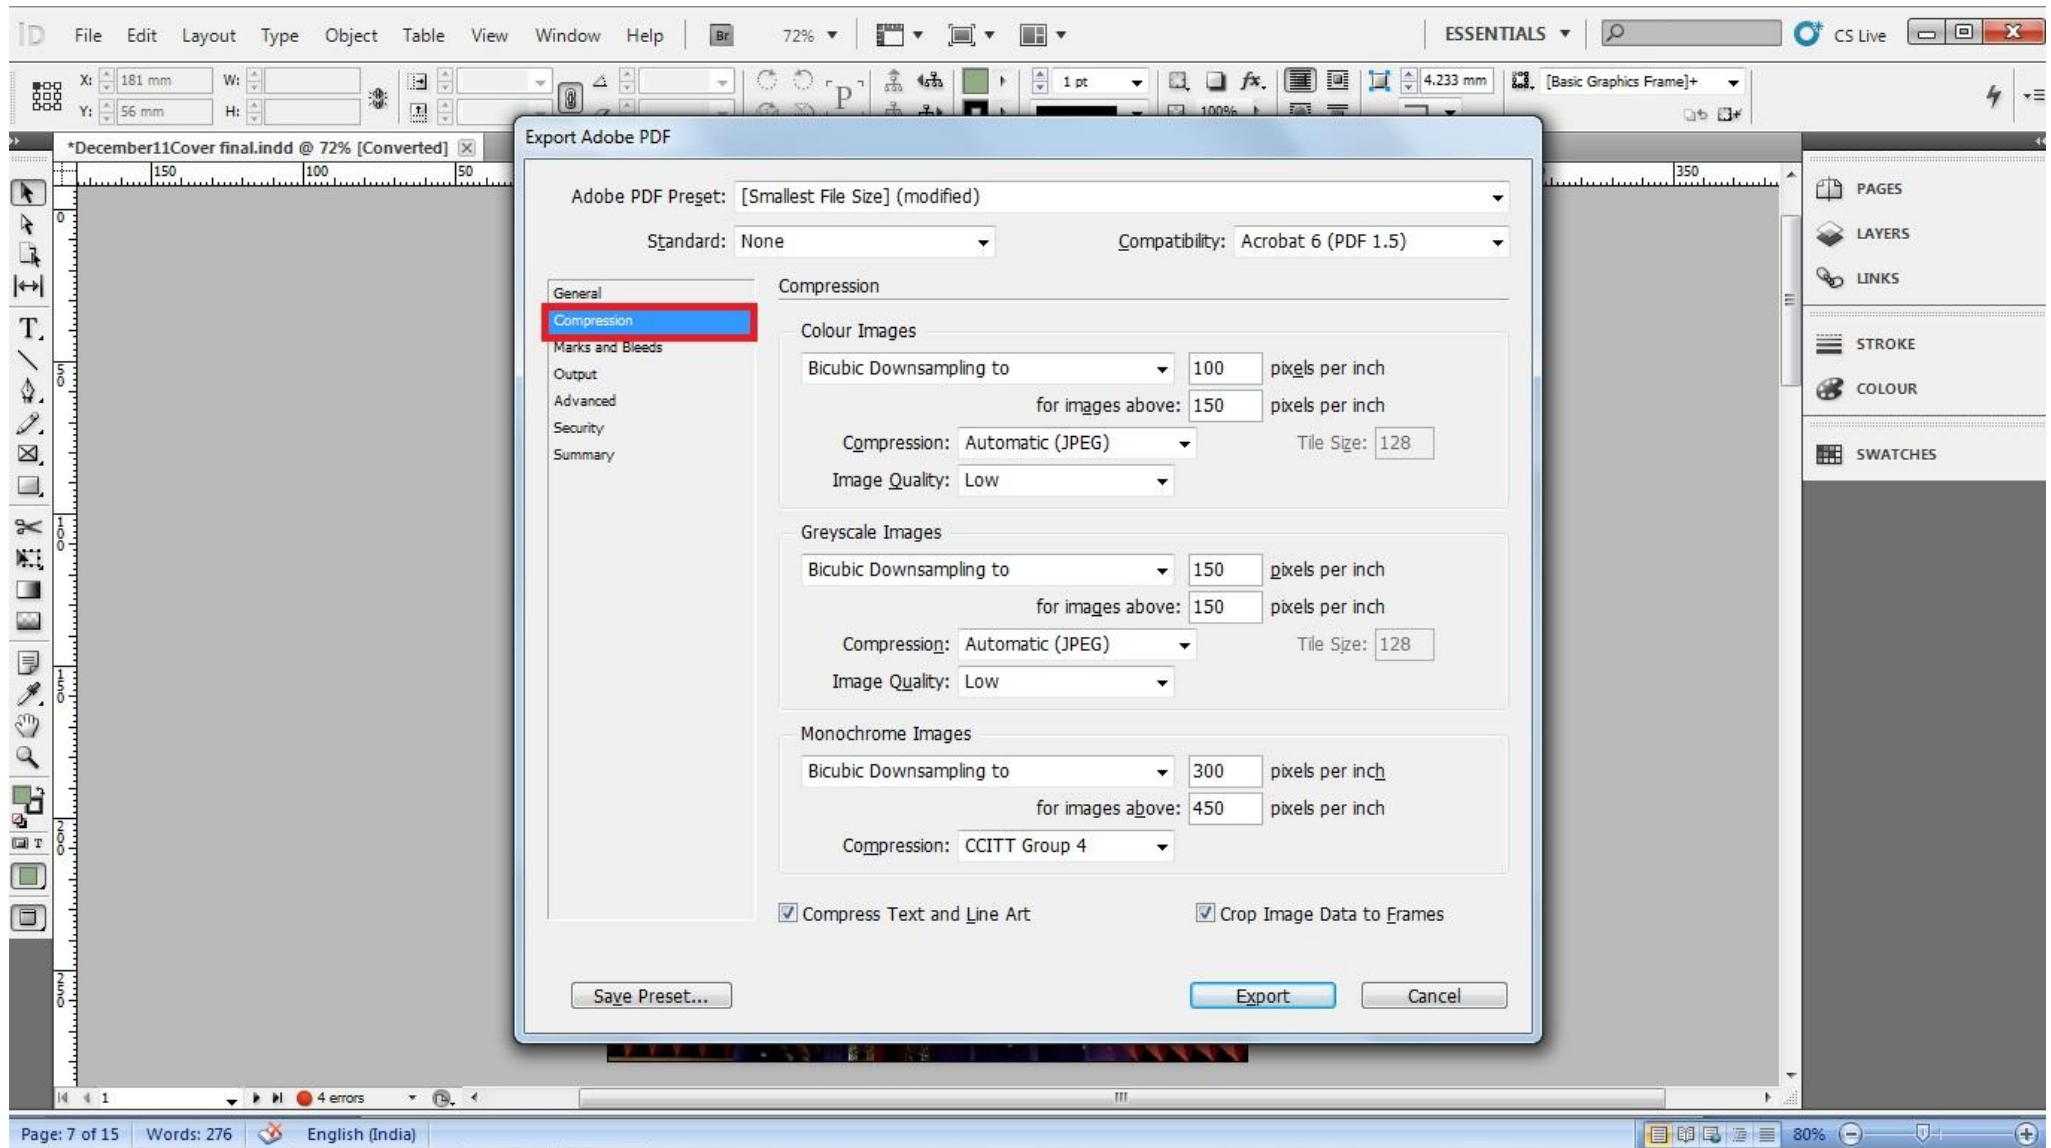 ID File Edit Layout Type Object Table View Window Help Br 72% ESSENTIALS CS Live
X: 181 mm W: 1 pt 4.233 mm [Basic Graphics Frame]+
Y: 56 mm H: 100%
*December11Cover final.indd @ 72% [Converted]
150 100 50 350
Export Adobe PDF
Adobe PDF Preset: [Smallest File Size] (modified)
Standard: None Compatibility: Acrobat 6 (PDF 1.5)
General
Compression
Marks and Bleeds
Output
Advanced
Security
Summary
Compression
Colour Images
Bicubic Downsampling to 100 pixels per inch
for images above: 150 pixels per inch
Compression: Automatic (JPEG) Tile Size: 128
Image Quality: Low
Greyscale Images
Bicubic Downsampling to 150 pixels per inch
for images above: 150 pixels per inch
Compression: Automatic (JPEG) Tile Size: 128
Image Quality: Low
Monochrome Images
Bicubic Downsampling to 300 pixels per inch
for images above: 450 pixels per inch
Compression: CCITT Group 4
Compress Text and Line Art Crop Image Data to Frames
Save Preset... Export Cancel
PAGES
LAYERS
LINKS
STROKE
COLOUR
SWATCHES
0
50
100
150
200
250
1 4 errors
Page: 7 of 15 Words: 276 English (India) 80%